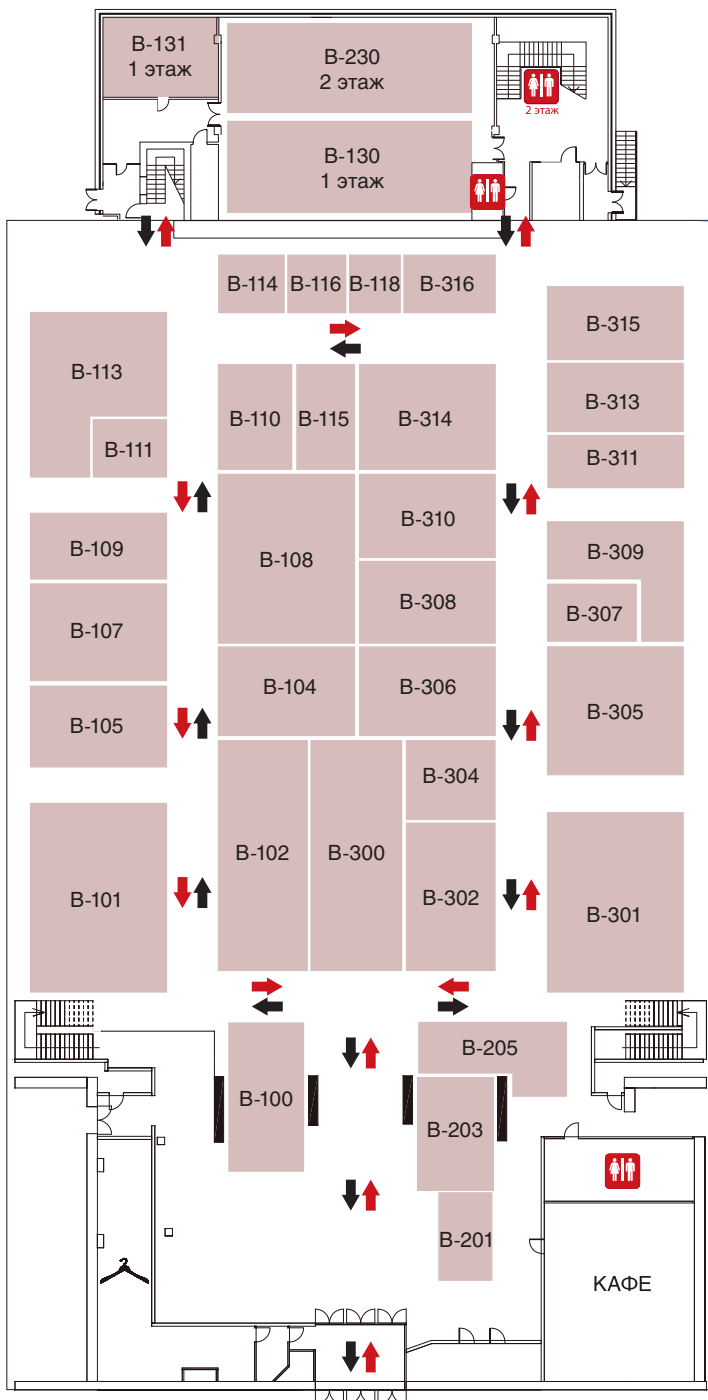 В-131
1 этаж
В-230
2 этаж
2 этаж
В-130
1 этаж
В-114
В-116
В-118
В-316
В-315
В-113
В-313
В-110
В-115
В-314
В-111
В-311
В-310
В-109
В-309
В-108
В-307
В-308
В-107
В-104
В-306
В-305
В-105
В-304
В-102
В-300
В-101
В-302
В-301
В-205
В-100
В-203
В-201
КАФЕ